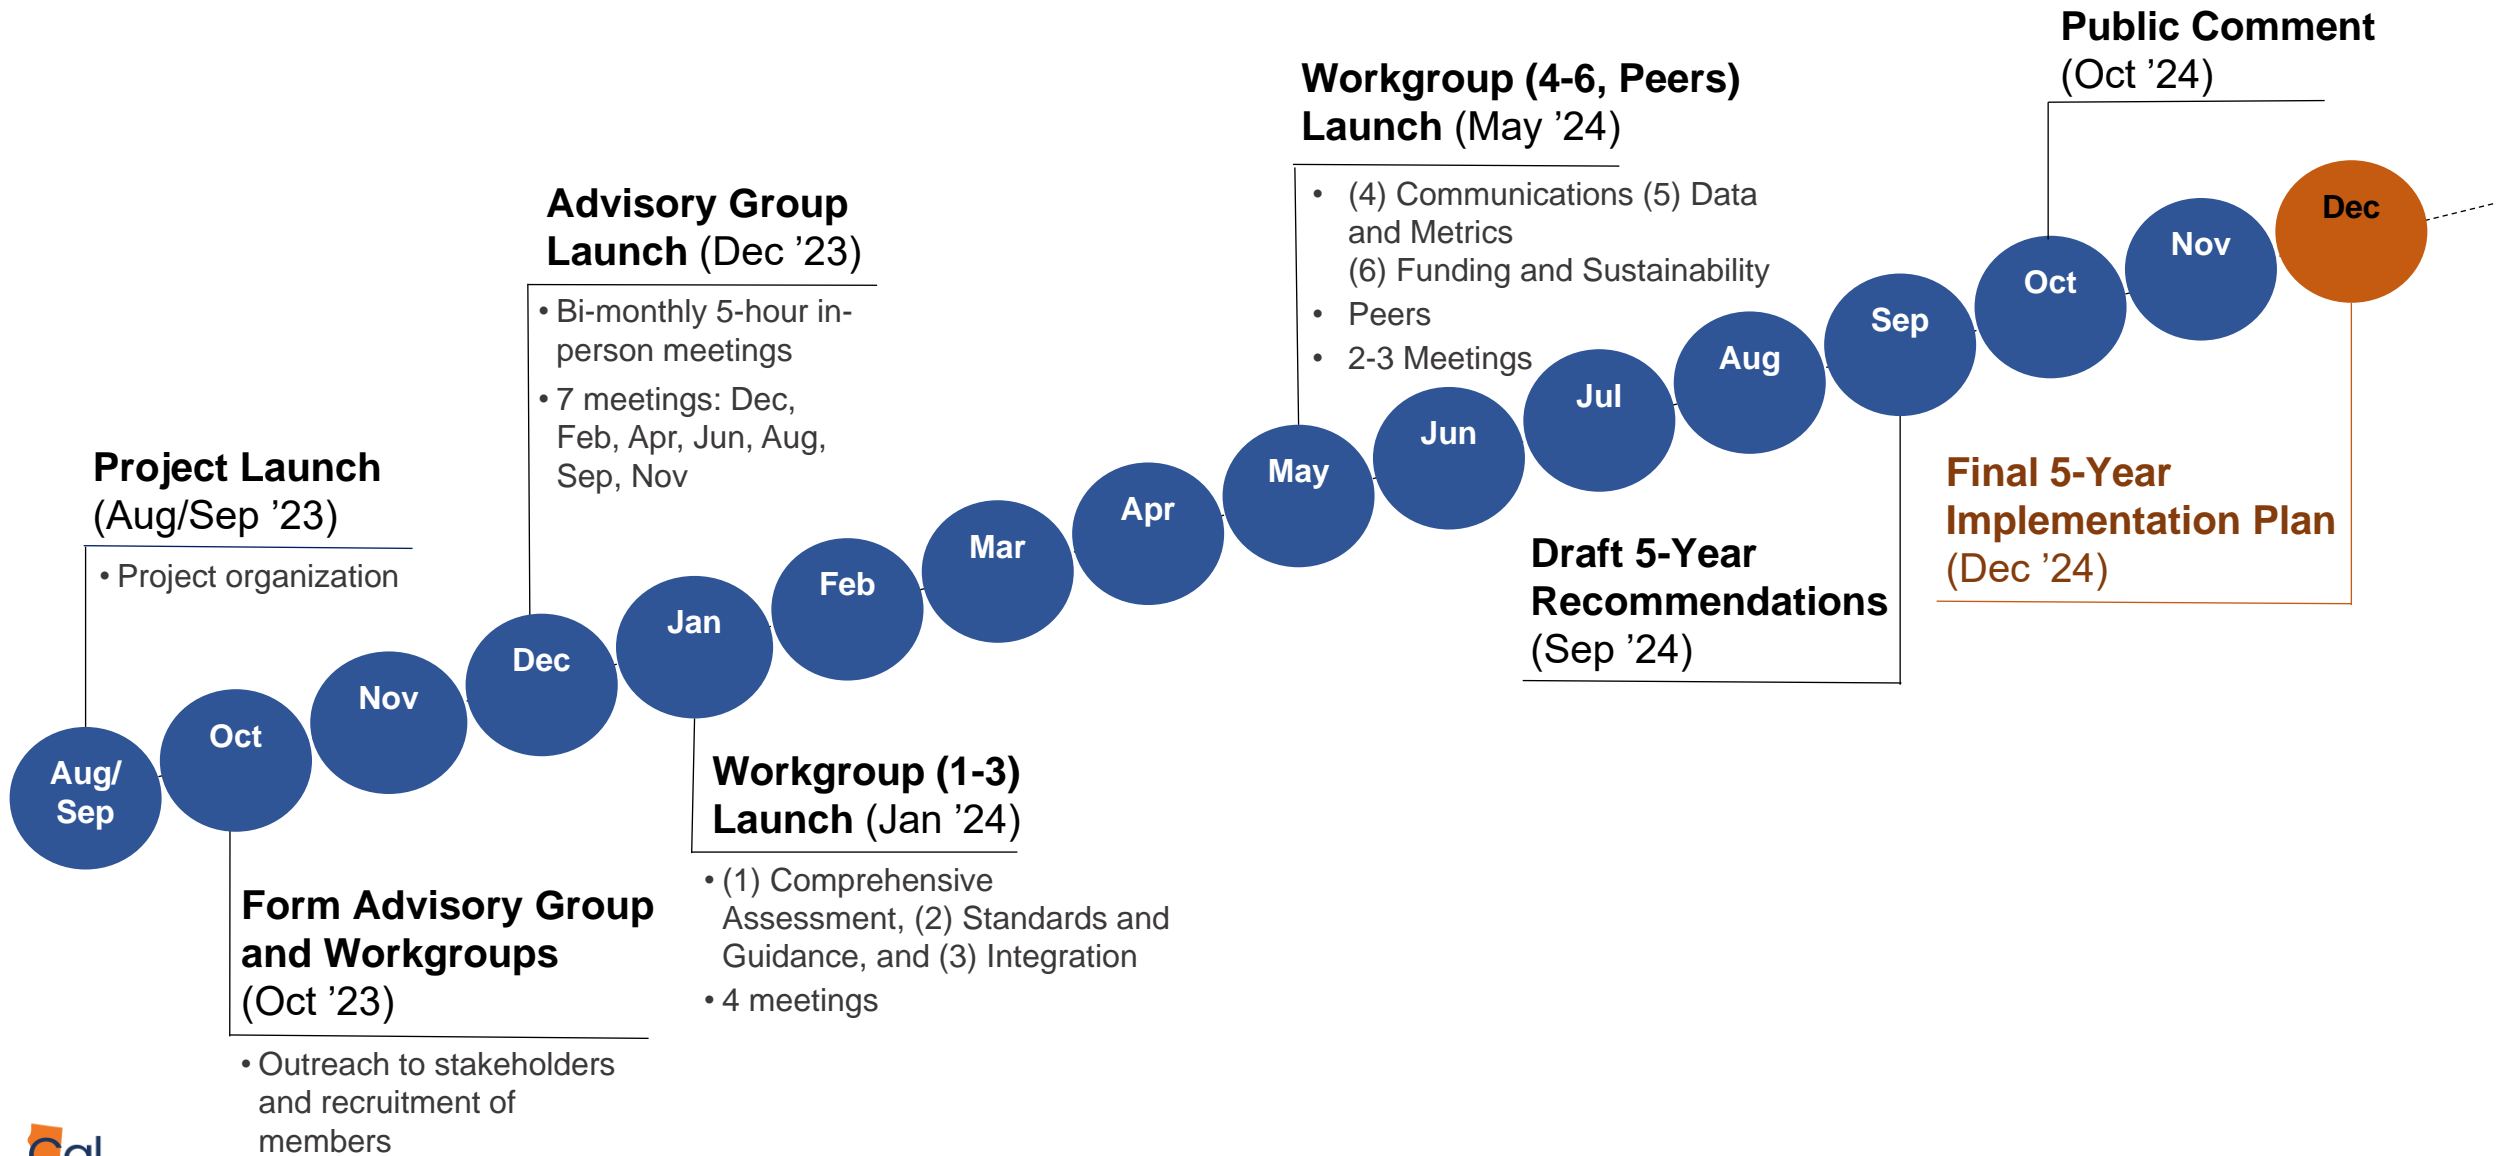 Project Launch
(Aug/Sep ’23)
• Project organization
Form Advisory Group
and Workgroups
(Oct ’23)
• Outreach to stakeholders
and recruitment of
members
Advisory Group
Launch (Dec ’23)
• Bi-monthly 5-hour in-
person meetings
• 7 meetings: Dec,
Feb, Apr, Jun, Aug,
Sep, Nov
Workgroup (1-3)
Launch (Jan ’24)
• (1) Comprehensive
Assessment, (2) Standards and
Guidance, and (3) Integration
• 4 meetings
Workgroup (4-6, Peers)
Launch (May ’24)
• (4) Communications (5) Data
and Metrics
(6) Funding and Sustainability
• Peers
• 2-3 Meetings
Draft 5-Year
Recommendations
(Sep ’24)
Public Comment
(Oct ’24)
Final 5-Year
Implementation Plan
(Dec ’24)
Aug/
Sep
Oct
Nov
Dec
Jan
Feb
Mar
Apr
May
Jun
Jul
Aug
Sep
Oct
Nov
Dec
Cal